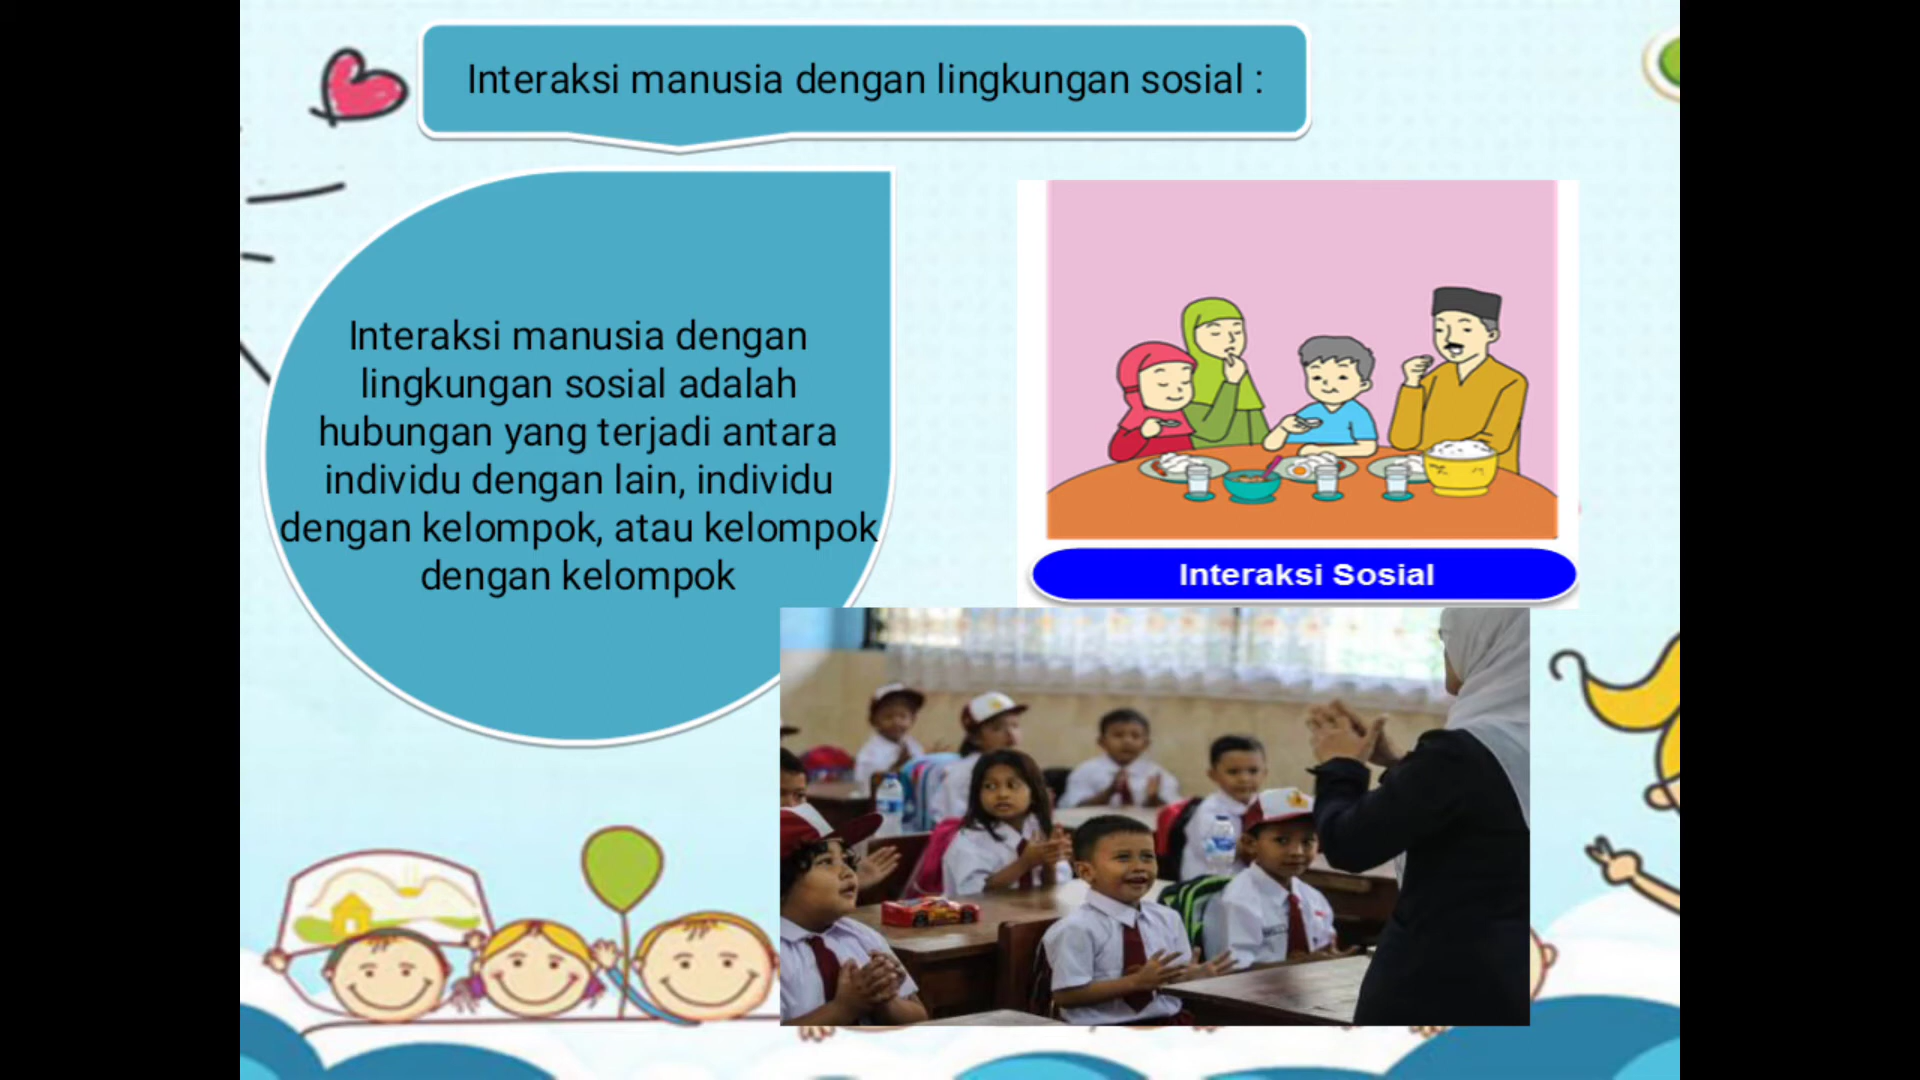 Interaksi manusia dengan lingkungan sosial :
Interaksi manusia dengan
lingkungan sosial adalah
hubungan yang terjadi antara
individu dengan lain, individu
dengan kelompok, atau kelompok
dengan kelompok
Interaksi Sosial